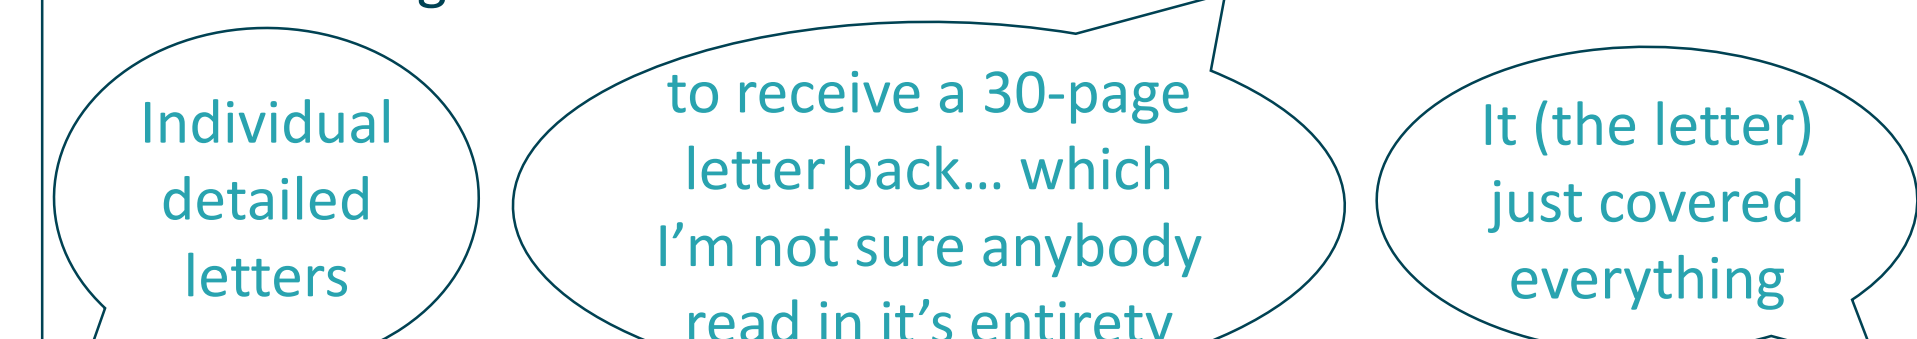 Individual
detailed
letters
to receive a 30-page
letter back... which
I'm not sure anybody
read in it's entirety
It (the letter)
just covered
everything